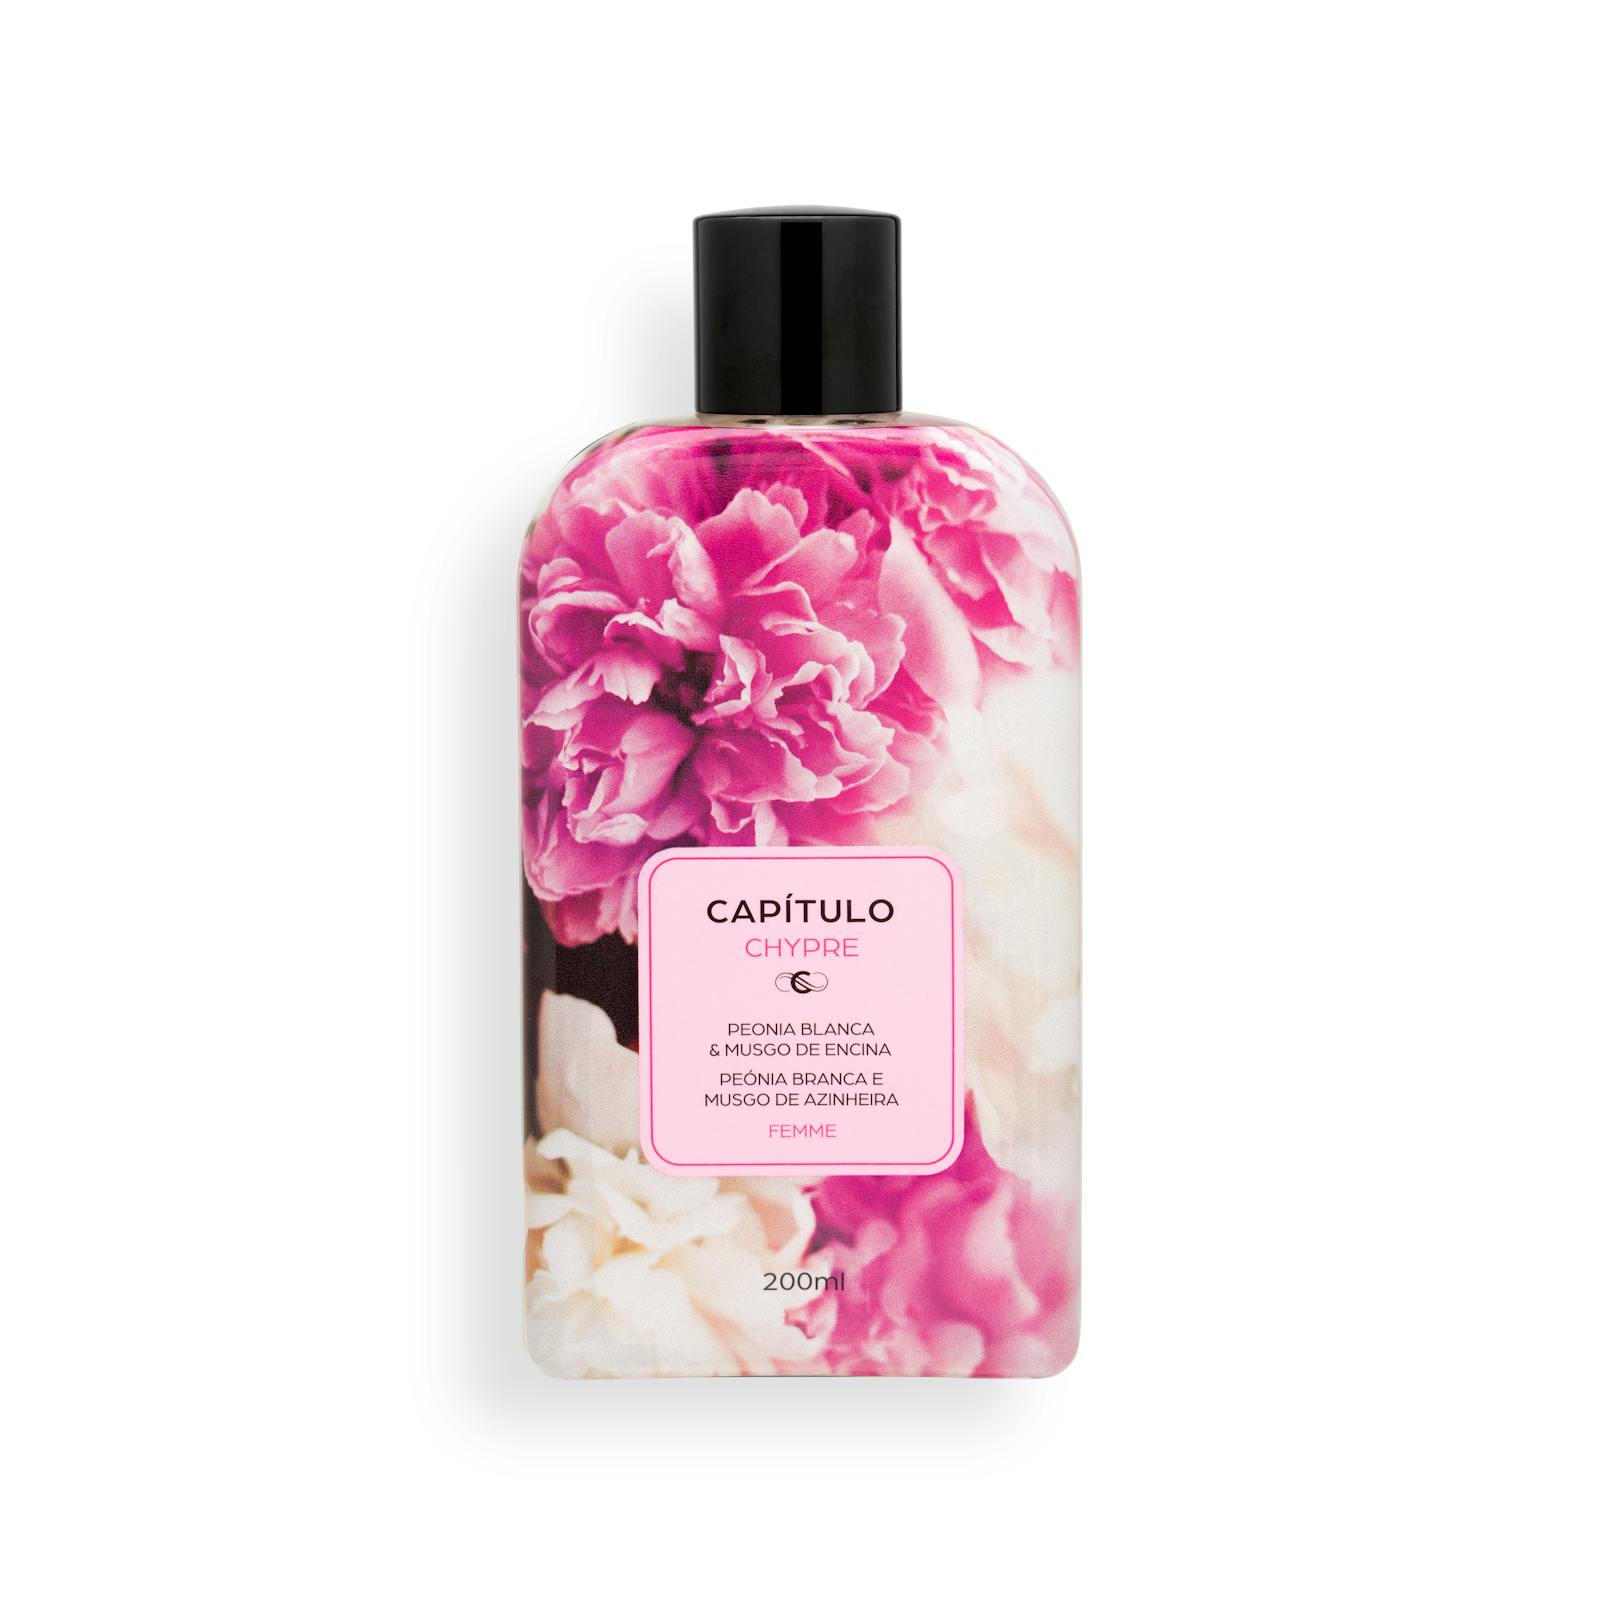 CAPÍTULO
CHYPRE
PEONIA BLANCA
& MUSGO DE ENCINA
PEÓNIA BRANCA E
MUSGO DE AZINHEIRA
FEMME
200ml